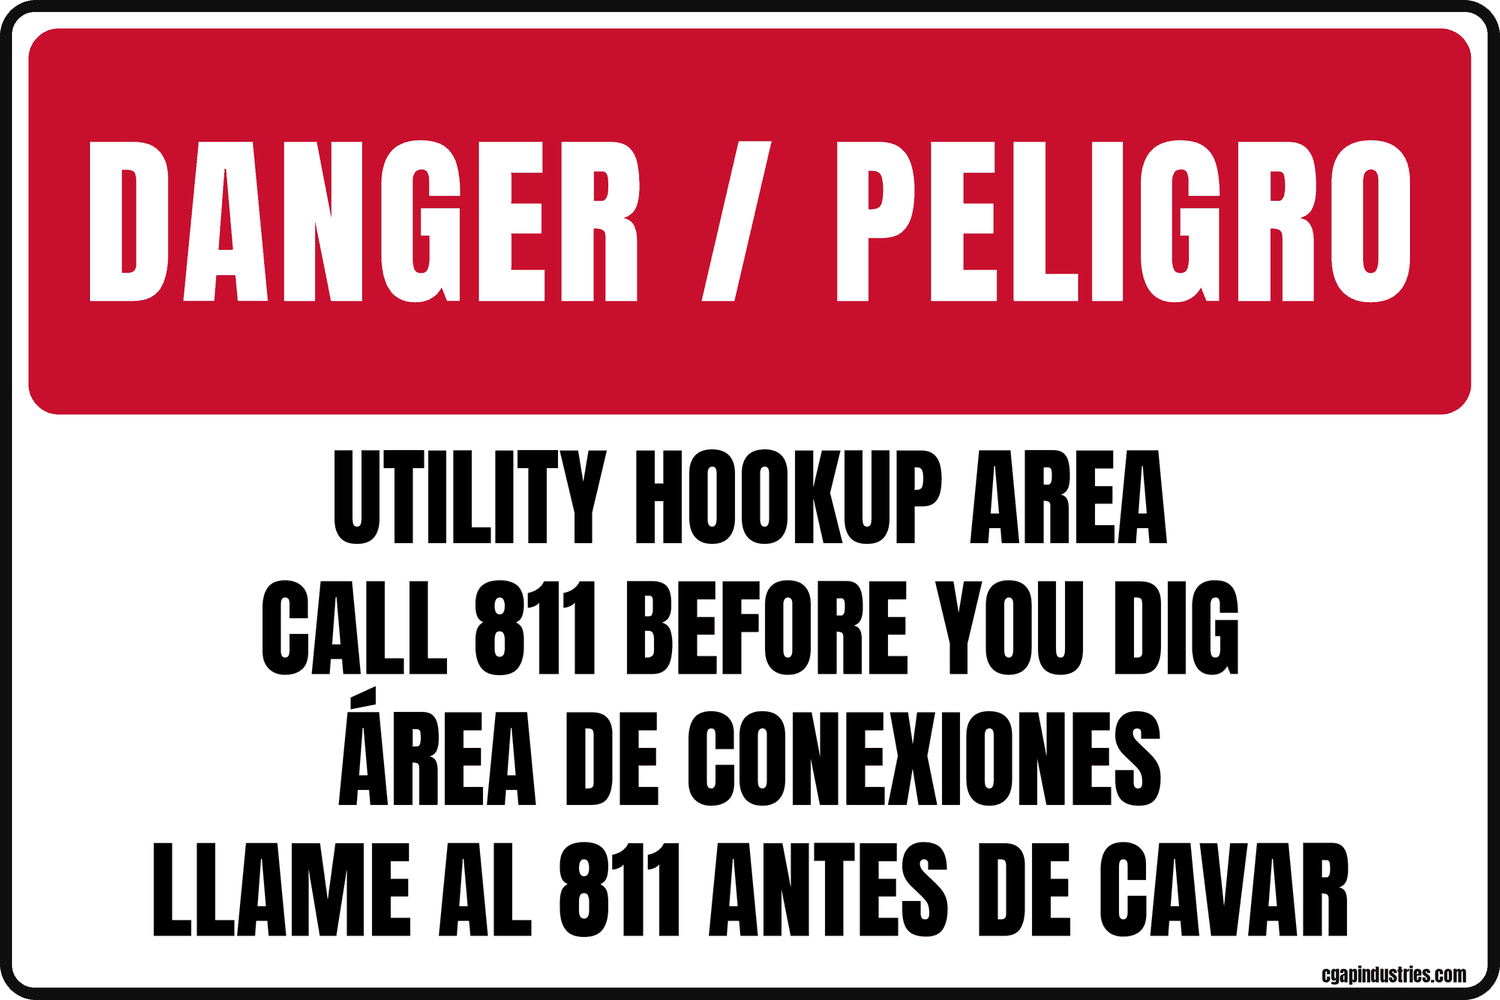 DANGER / PELIGRO
UTILITY HOOKUP AREA
CALL 811 BEFORE YOU DIG
ÁREA DE CONEXIONES
LLAME AL 811 ANTES DE CAVAR
cgapindustries.com